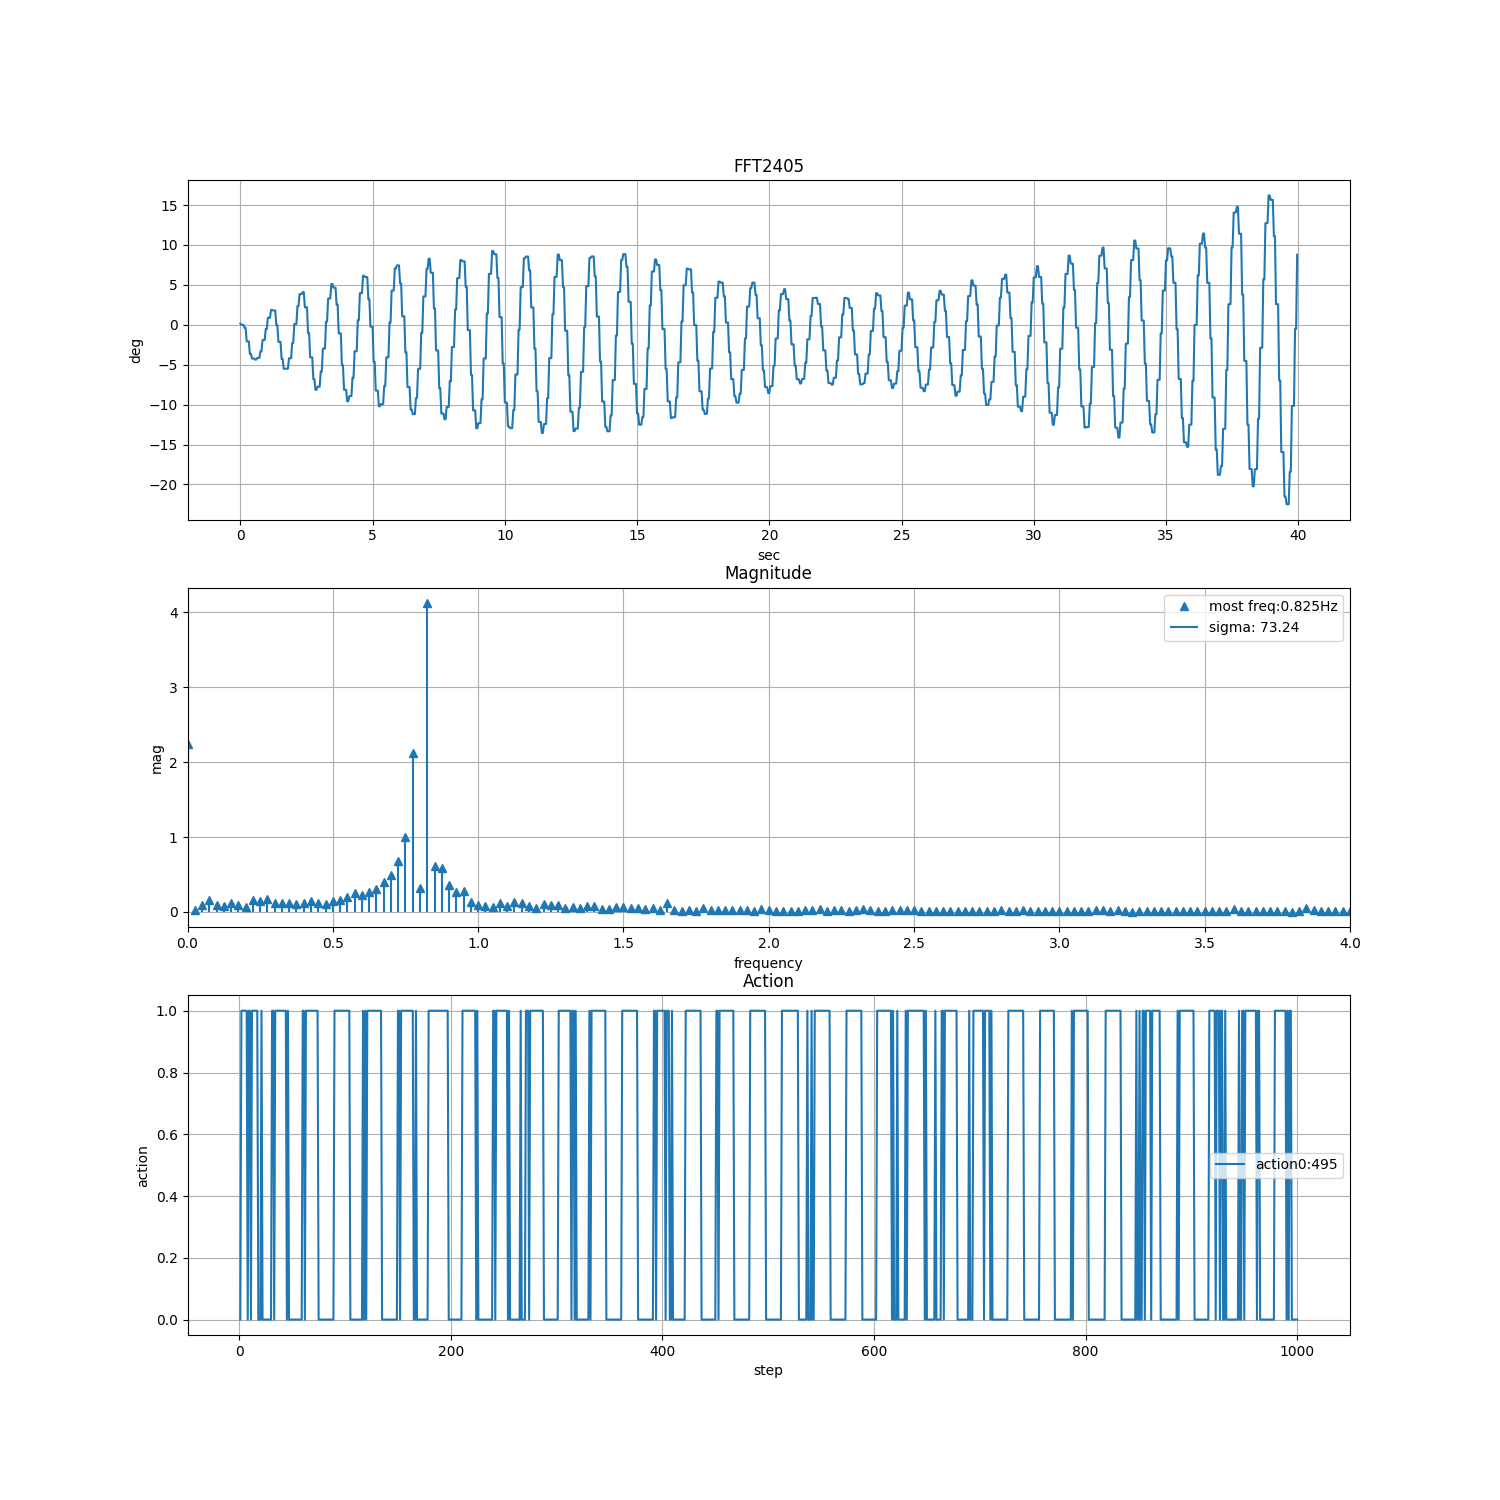 FFT2405
15
10
5
0
−5
−10
−15
−20
deg
0 5 10 15 20 25 30 35 40
sec
Magnitude
most freq:0.825Hz
sigma: 73.24
4
3
2
1
0
mag
0.0 0.5 1.0 1.5 2.0 2.5 3.0 3.5 4.0
frequency
Action
1.0
0.8
0.6
0.4
0.2
0.0
action
action0:495
0 200 400 600 800 1000
step